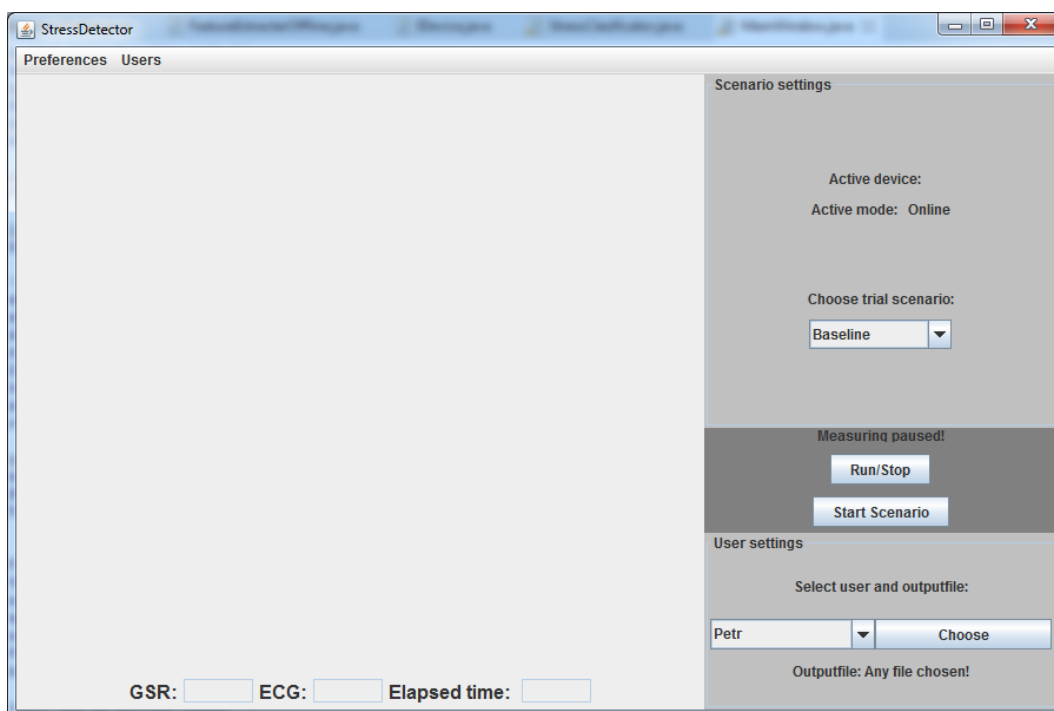 StressDetector
Preferences Users
Scenario settings
Active device:
Active mode: Online
Choose trial scenario:
Baseline
Measuring paused!
Run/Stop
Start Scenario
User settings
Select user and outputfile:
Petr
Choose
Outputfile: Any file chosen!
GSR: ECG: Elapsed time: